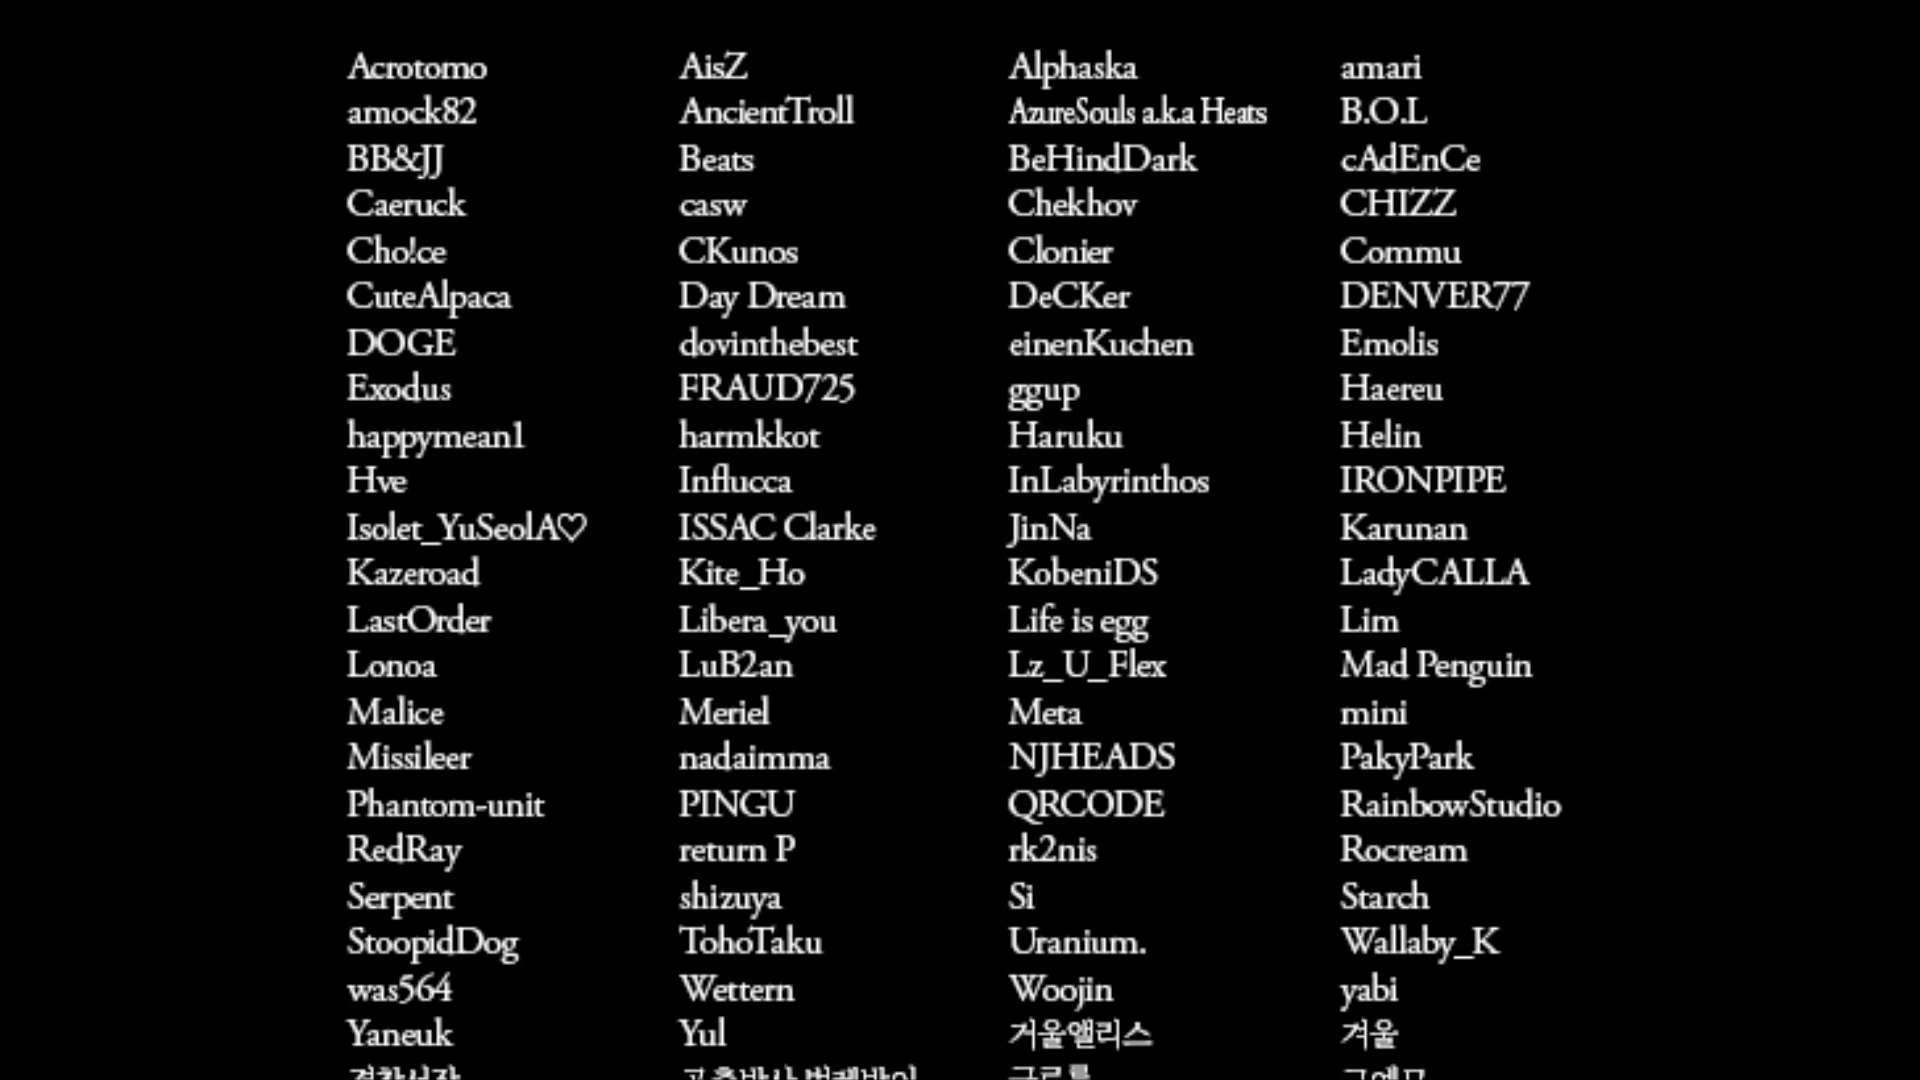 Acrotomo AisZ Alphaska amari
amock82 AncientTroll AzureSouls a.k.a Heats B.O.L
BB&JJ Beats BeHindDark cAdEnCe
Caeruck casw Chekhov CHIZZ
Cho!ce CKunos Clonier Commu
CuteAlpaca Day Dream DeCKer DENVER77
DOGE dovinthebest einenKuchen Emolis
Exodus FRAUD725 ggup Haereu
happymean1 harmkkot Haruku Helin
Hve Influcca InLabyrinthos IRONPIPE
Isolet_YuSeolA♡ ISSAC Clarke JinNa Karunan
Kazeroad Kite_Ho KobeniDS LadyCALLA
LastOrder Libera_you Life is egg Lim
Lonoa LuB2an Lz_U_Flex Mad Penguin
Malice Meriel Meta mini
Missileer nadaimma NJHEADS PakyPark
Phantom-unit PINGU QRCODE RainbowStudio
RedRay return P rk2nis Rocream
Serpent shizuya Si Starch
StoopidDog TohoTaku Uranium. Wallaby_K
was564 Wettern Woojin yabi
Yaneuk Yul 거울앨리스 겨울